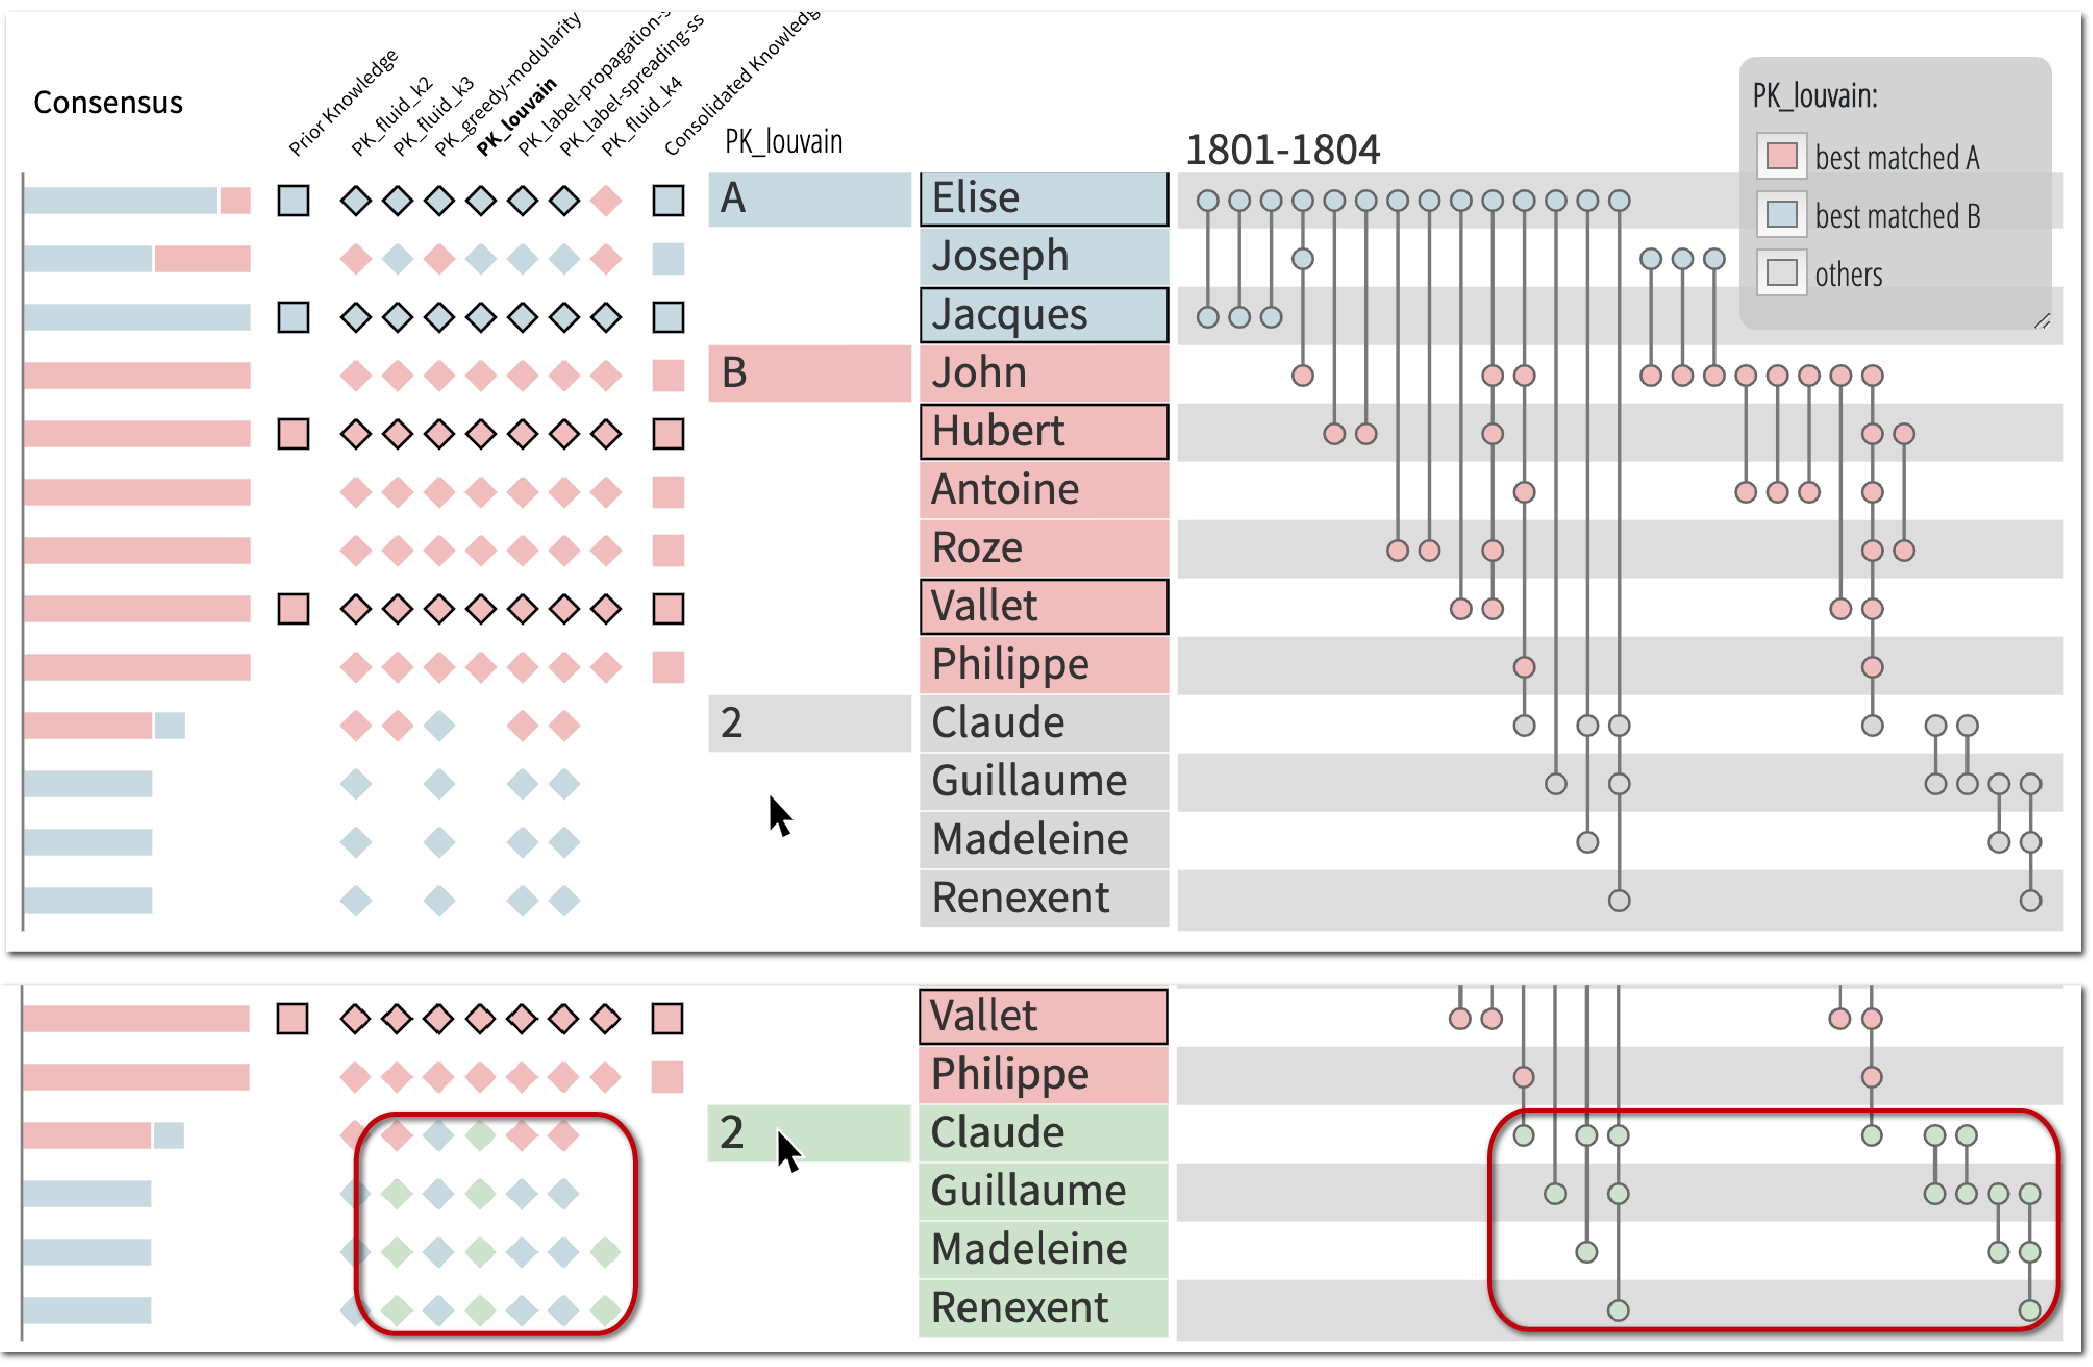 Consensus
Prior Knowledge
PK_fluid_k2
PK_fluid_k3
PK_greedy-modularity
PK_louvain
PK_label-propagation-s
PK_label-spreading-ss
PK_fluid_k4
Consolidated Knowledg
PK_louvain
1801-1804
PK_louvain:
best matched A
best matched B
others
A
Elise
Joseph
Jacques
B
John
Hubert
Antoine
Roze
Vallet
Philippe
2
Claude
Guillaume
Madeleine
Renexent
Vallet
Philippe
2
Claude
Guillaume
Madeleine
Renexent